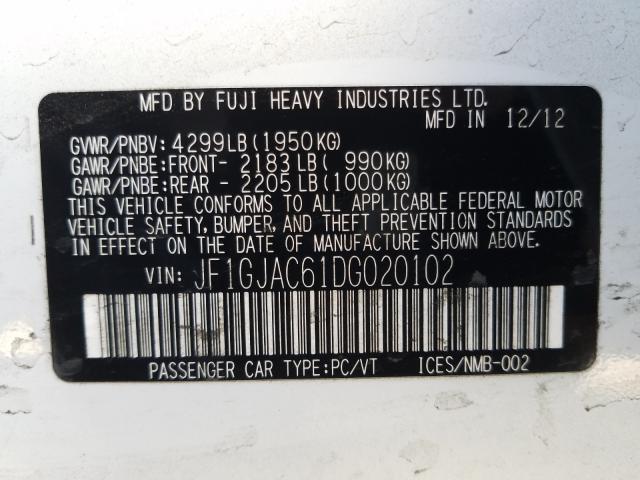 MFD BY FUJI HEAVY INDUSTRIES LTD.
MFD IN 12/12
GVWR/PNBV: 4299LB(1950KG)
GAWR/PNBE:FRONT- 2183LB( 990KG)
GAWR/PNBE:REAR - 2205LB(1000KG)
THIS VEHICLE CONFORMS TO ALL APPLICABLE FEDERAL MOTOR
VEHICLE SAFETY, BUMPER, AND THEFT PREVENTION STANDARDS
IN EFFECT ON THE DATE OF MANUFACTURE SHOWN ABOVE.
VIN: JF1GJAC61DG020102
PASSENGER CAR TYPE:PC/VT ICES/NMB-002